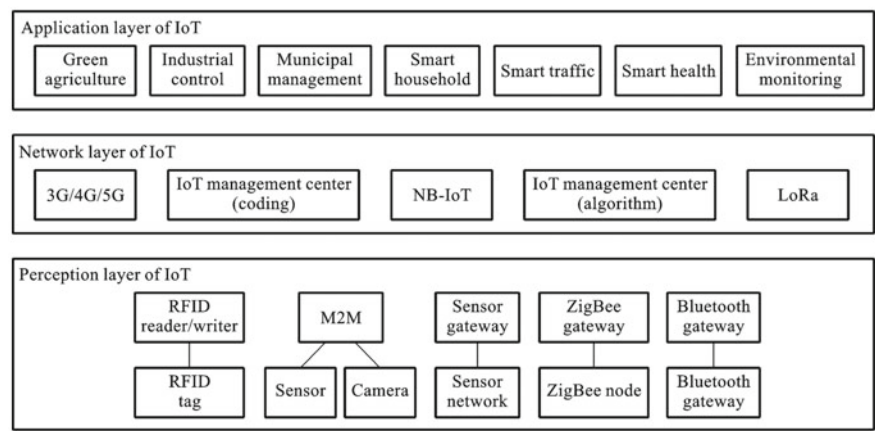 Application layer of IoT
Green
agriculture
Industrial
control
Municipal
management
Smart
household
Smart traffic
Smart health
Environmental
monitoring
Network layer of IoT
3G/4G/5G
IoT management center
(coding)
NB-IoT
IoT management center
(algorithm)
LoRa
Perception layer of IoT
RFID
reader/writer
M2M
Sensor
gateway
ZigBee
gateway
Bluetooth
gateway
RFID
tag
Sensor
Camera
Sensor
network
ZigBee node
Bluetooth
gateway